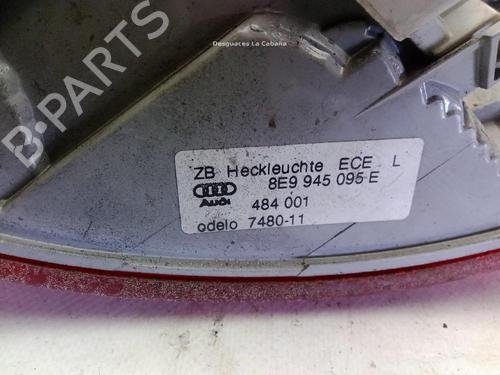 Desguaces La Cabaña
B-PARTS
ZB Heckleuchte ECE L
8E9 945 095 E
Audi
484 001
odelo 7480-11